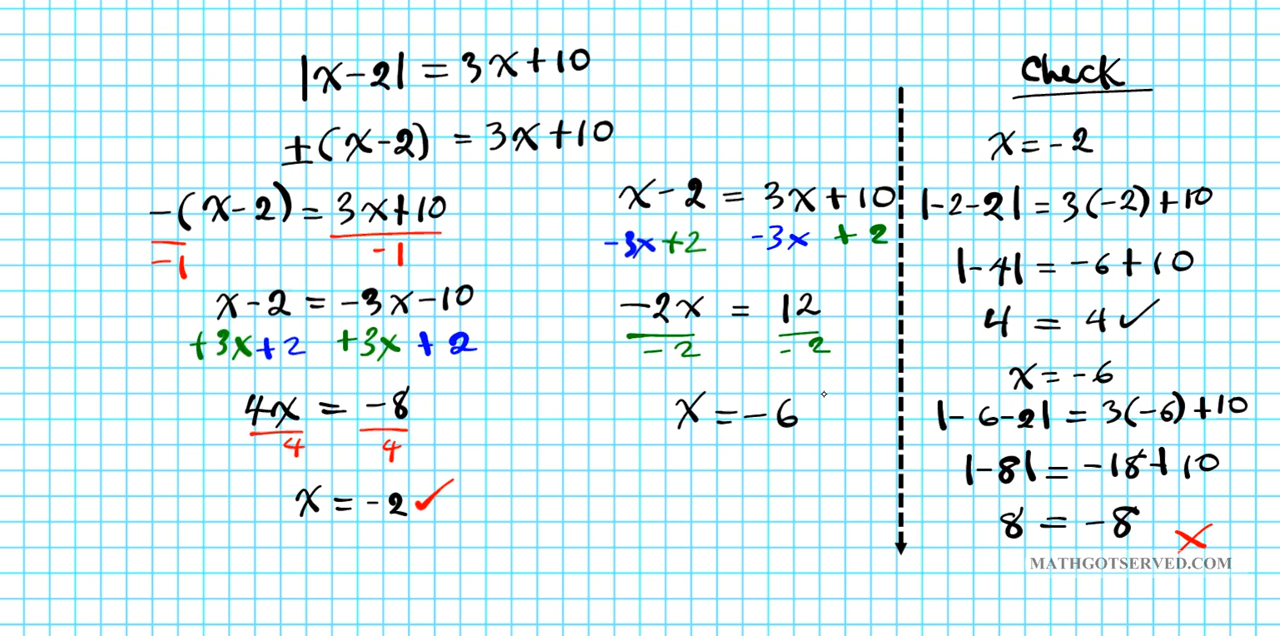 |x-2| = 3x+10
±(x-2) = 3x+10
-(x-2) = 3x+10
-1 -1
x-2 = -3x-10
+3x+2 +3x+2
4x = -8
4 4
x = -2 ✓
x-2 = 3x+10
-3x+2 -3x+2
-2x = 12
-2 -2
x = -6
Check
x = -2
|-2-2| = 3(-2)+10
|-4| = -6+10
4 = 4 ✓
x = -6
|-6-2| = 3(-6)+10
|-8| = -18+10
8 = -8 ✗
MATHGOTSERVED.COM